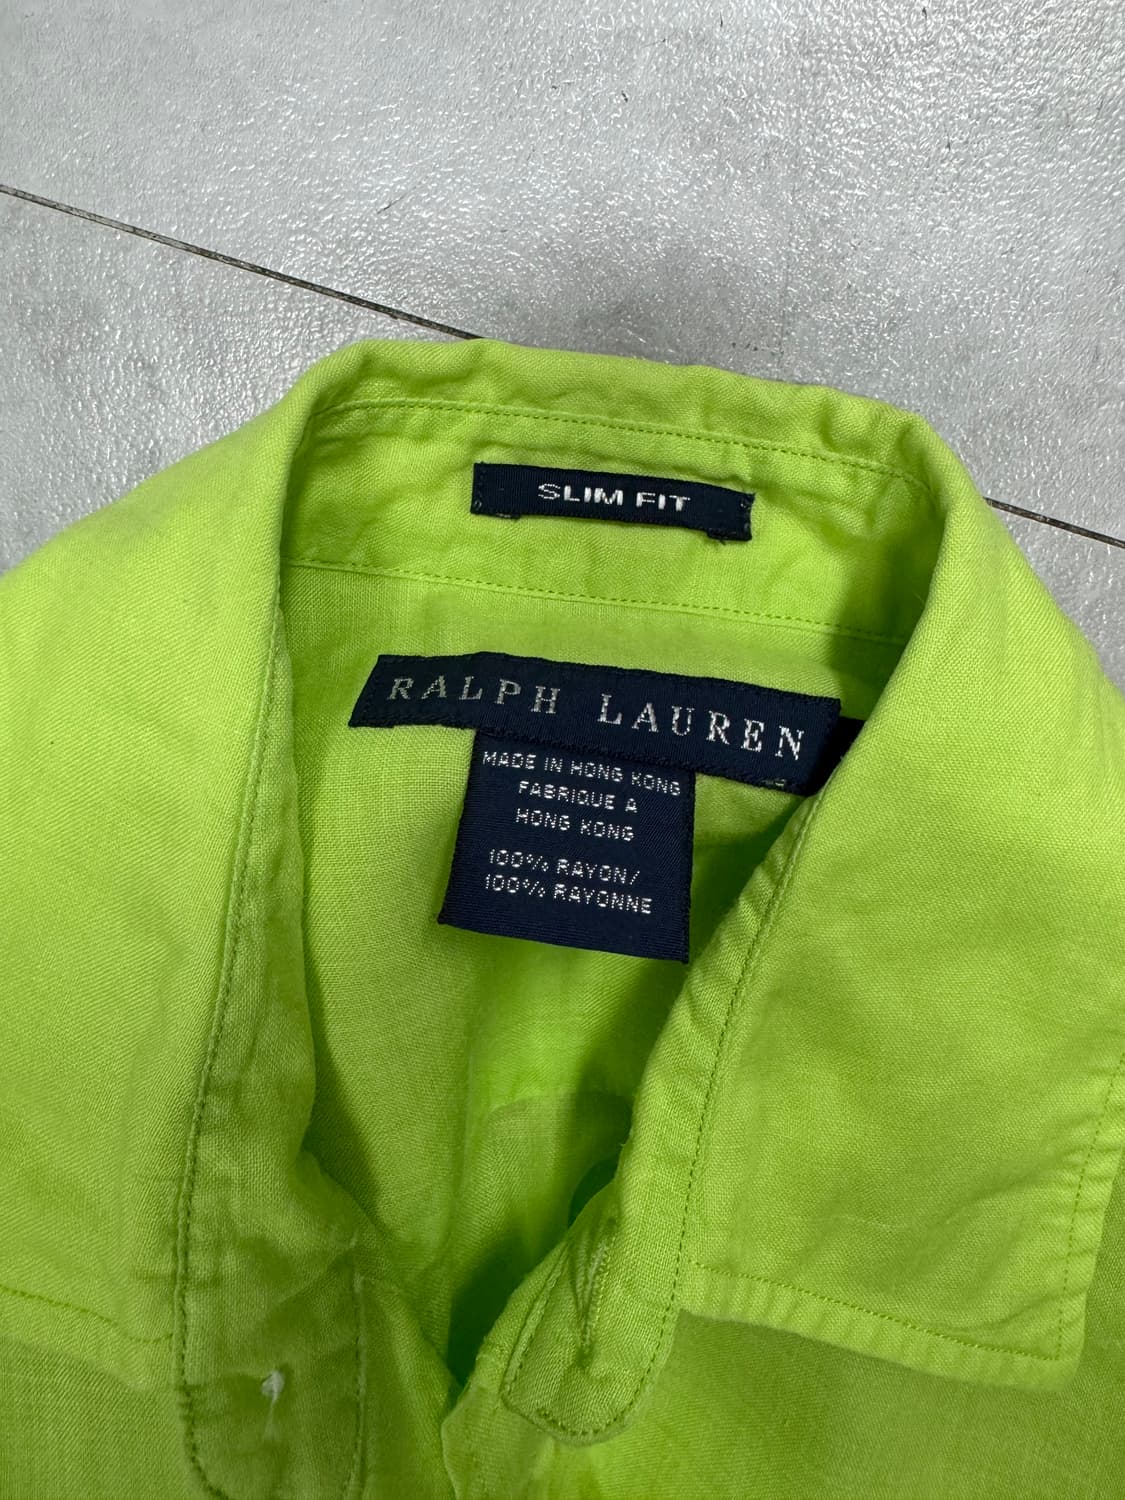 SLIM FIT
RALPH LAUREN
MADE IN HONG KONG
FABRIQUE A
HONG KONG
100% RAYON/
100% RAYONNE